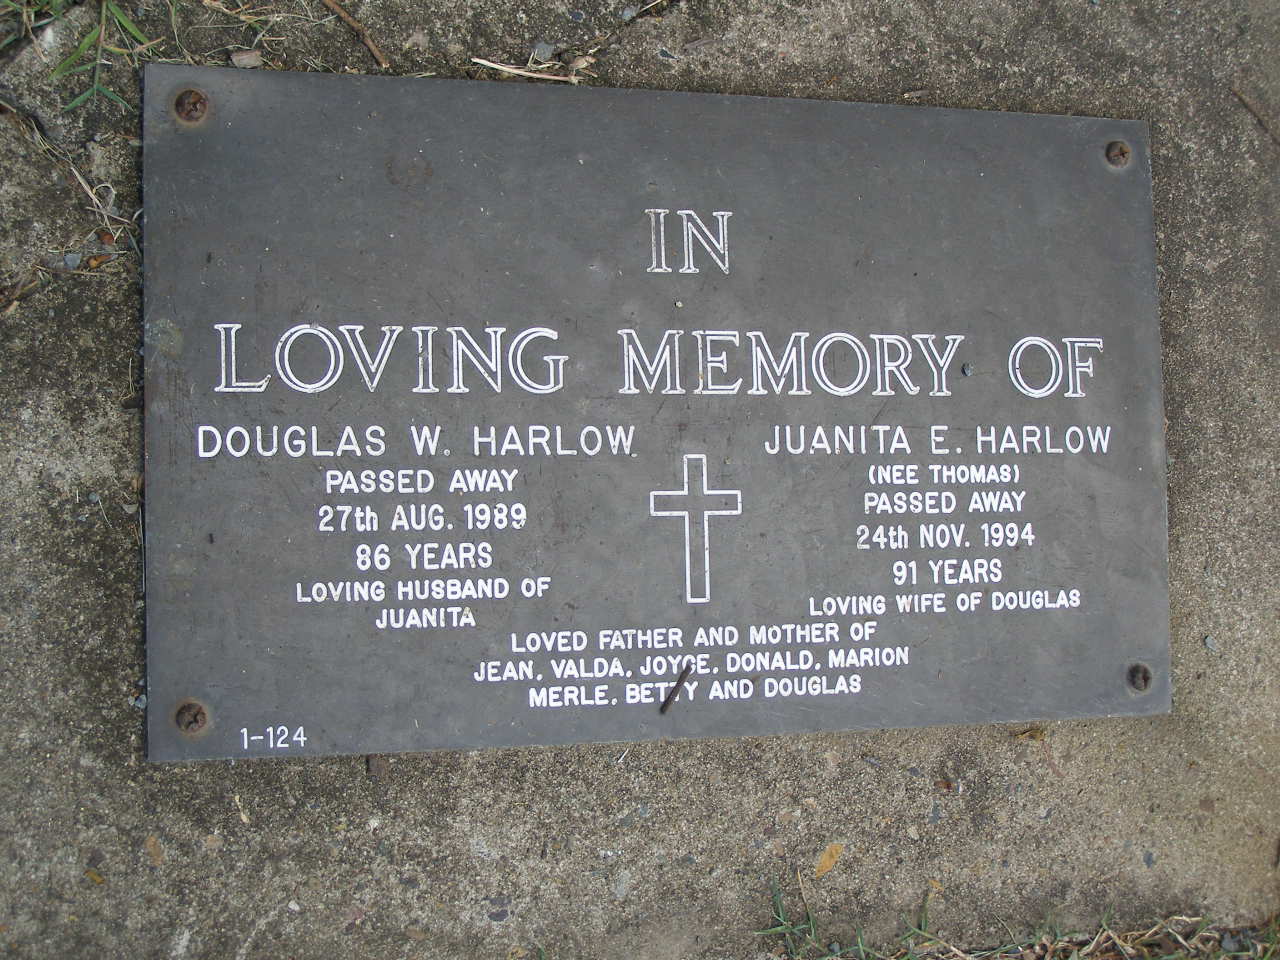 IN
LOVING MEMORY OF
DOUGLAS W. HARLOW.
PASSED AWAY
27th AUG. 1989
86 YEARS
LOVING HUSBAND OF
JUANITA
JUANITA E. HARLOW
(NEE THOMAS)
PASSED AWAY
24th NOV. 1994
91 YEARS
LOVING WIFE OF DOUGLAS
LOVED FATHER AND MOTHER OF
JEAN, VALDA, JOYCE, DONALD, MARION
MERLE, BETTY AND DOUGLAS
1-124